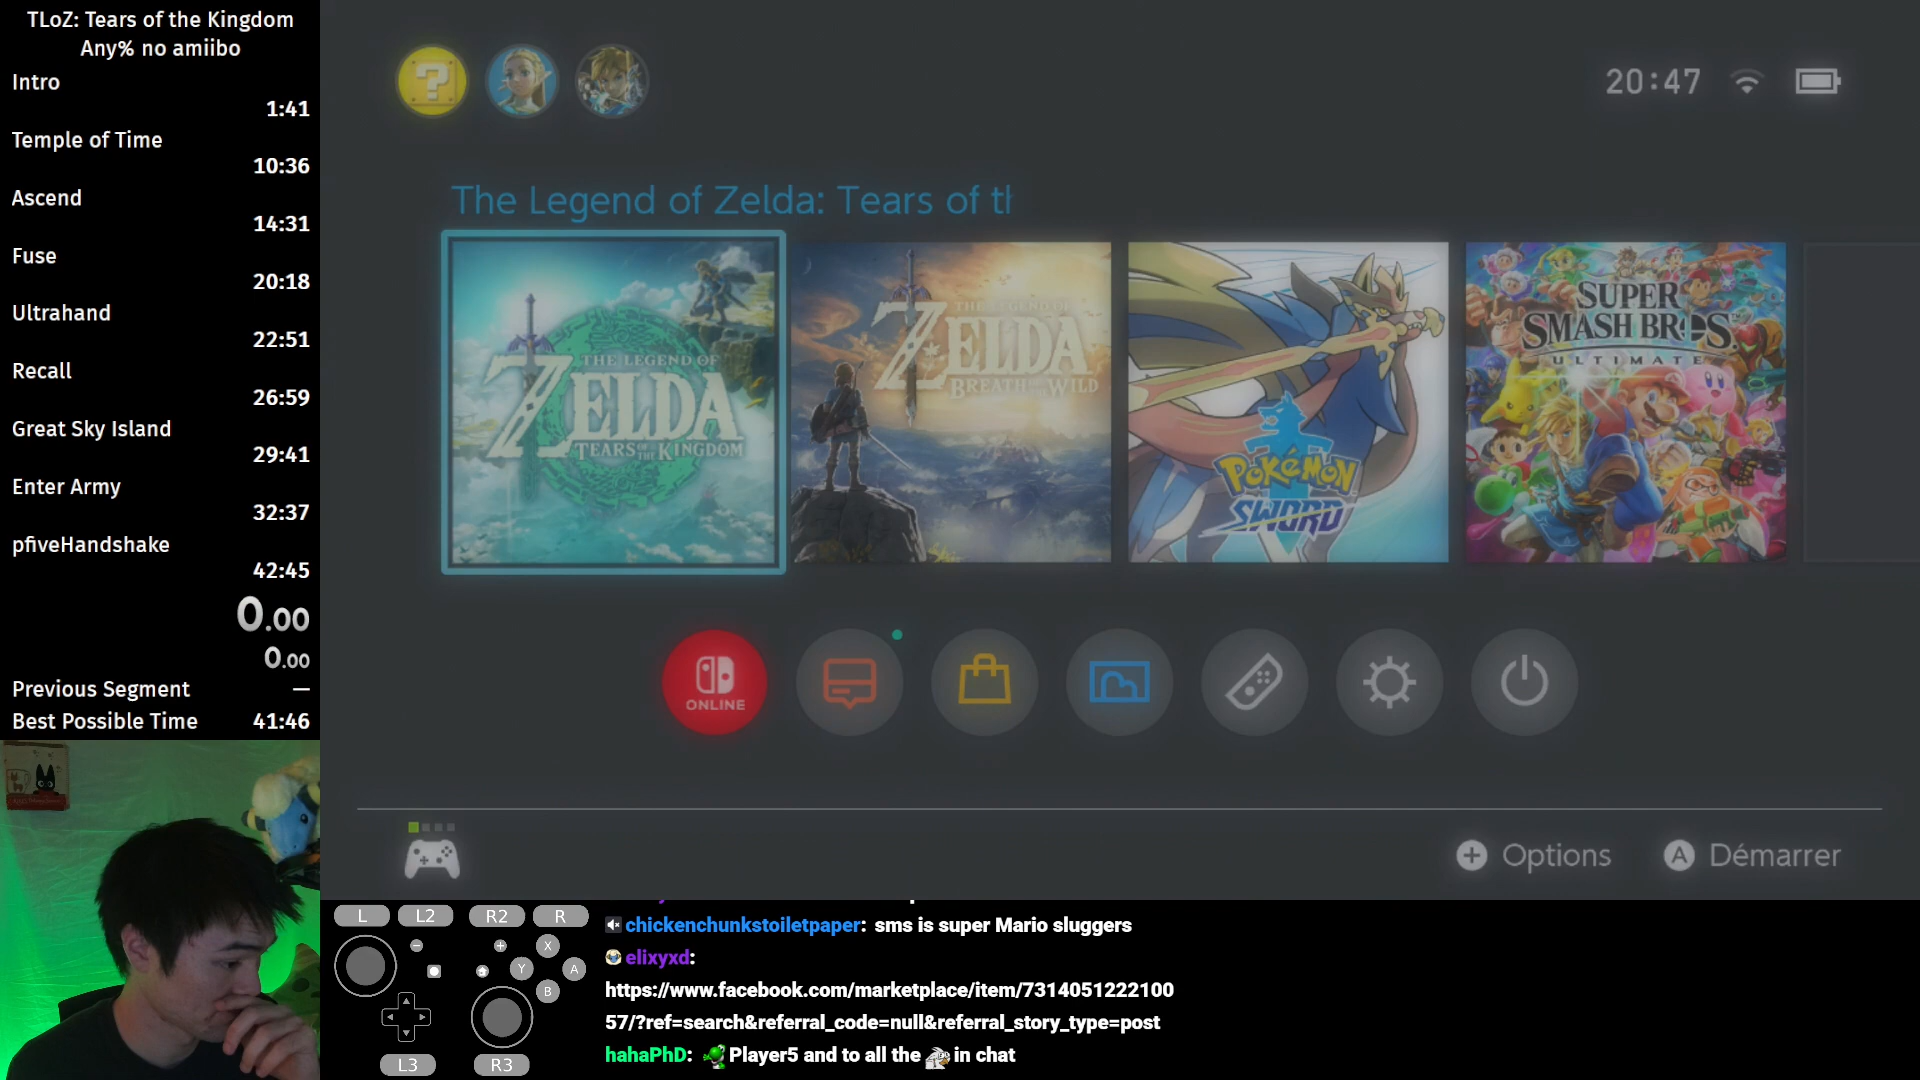 TLoZ: Tears of the Kingdom
Any% no amiibo
Intro
1:41
Temple of Time
10:36
Ascend
14:31
Fuse
20:18
Ultrahand
22:51
Recall
26:59
Great Sky Island
29:41
Enter Army
32:37
pfiveHandshake
42:45
0.00
0.00
Previous Segment —
Best Possible Time 41:46
20:47
The Legend of Zelda: Tears of th
THE LEGEND OF
ZELDA
TEARS OF THE KINGDOM
THE LEGEND OF
ZELDA
BREATH OF THE WILD
POKÉMON
SWORD
SUPER
SMASH BROS.
ULTIMATE
ONLINE
+ Options
A Démarrer
L L2 R2 R
X
Y A
B
L3 R3
chickenchunkstoiletpaper: sms is super Mario sluggers
elixyxd:
https://www.facebook.com/marketplace/item/7314051222100
57/?ref=search&referral_code=null&referral_story_type=post
hahaPhD: Player5 and to all the in chat